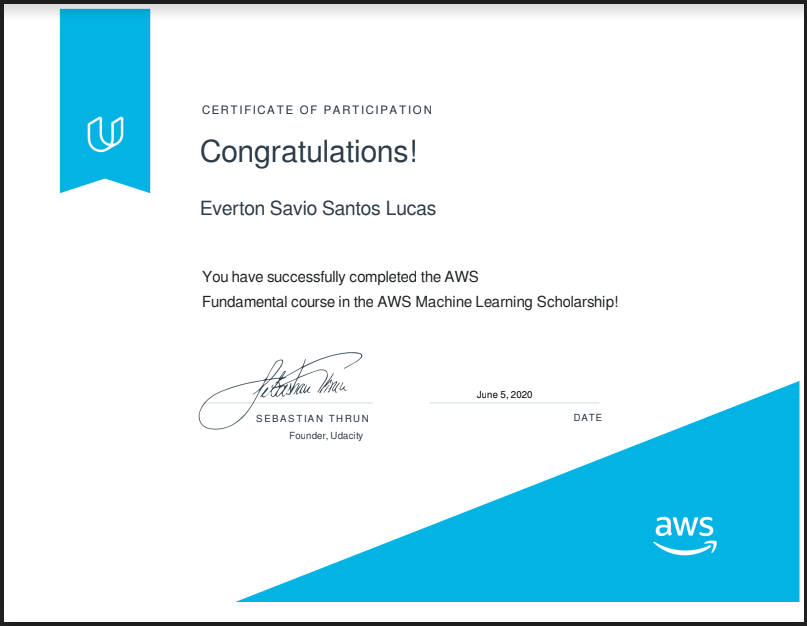 CERTIFICATE OF PARTICIPATION
Congratulations!
Everton Savio Santos Lucas
You have successfully completed the AWS
Fundamental course in the AWS Machine Learning Scholarship!
Sebastian Thrun
SEBASTIAN THRUN
Founder, Udacity
June 5, 2020
DATE
aws